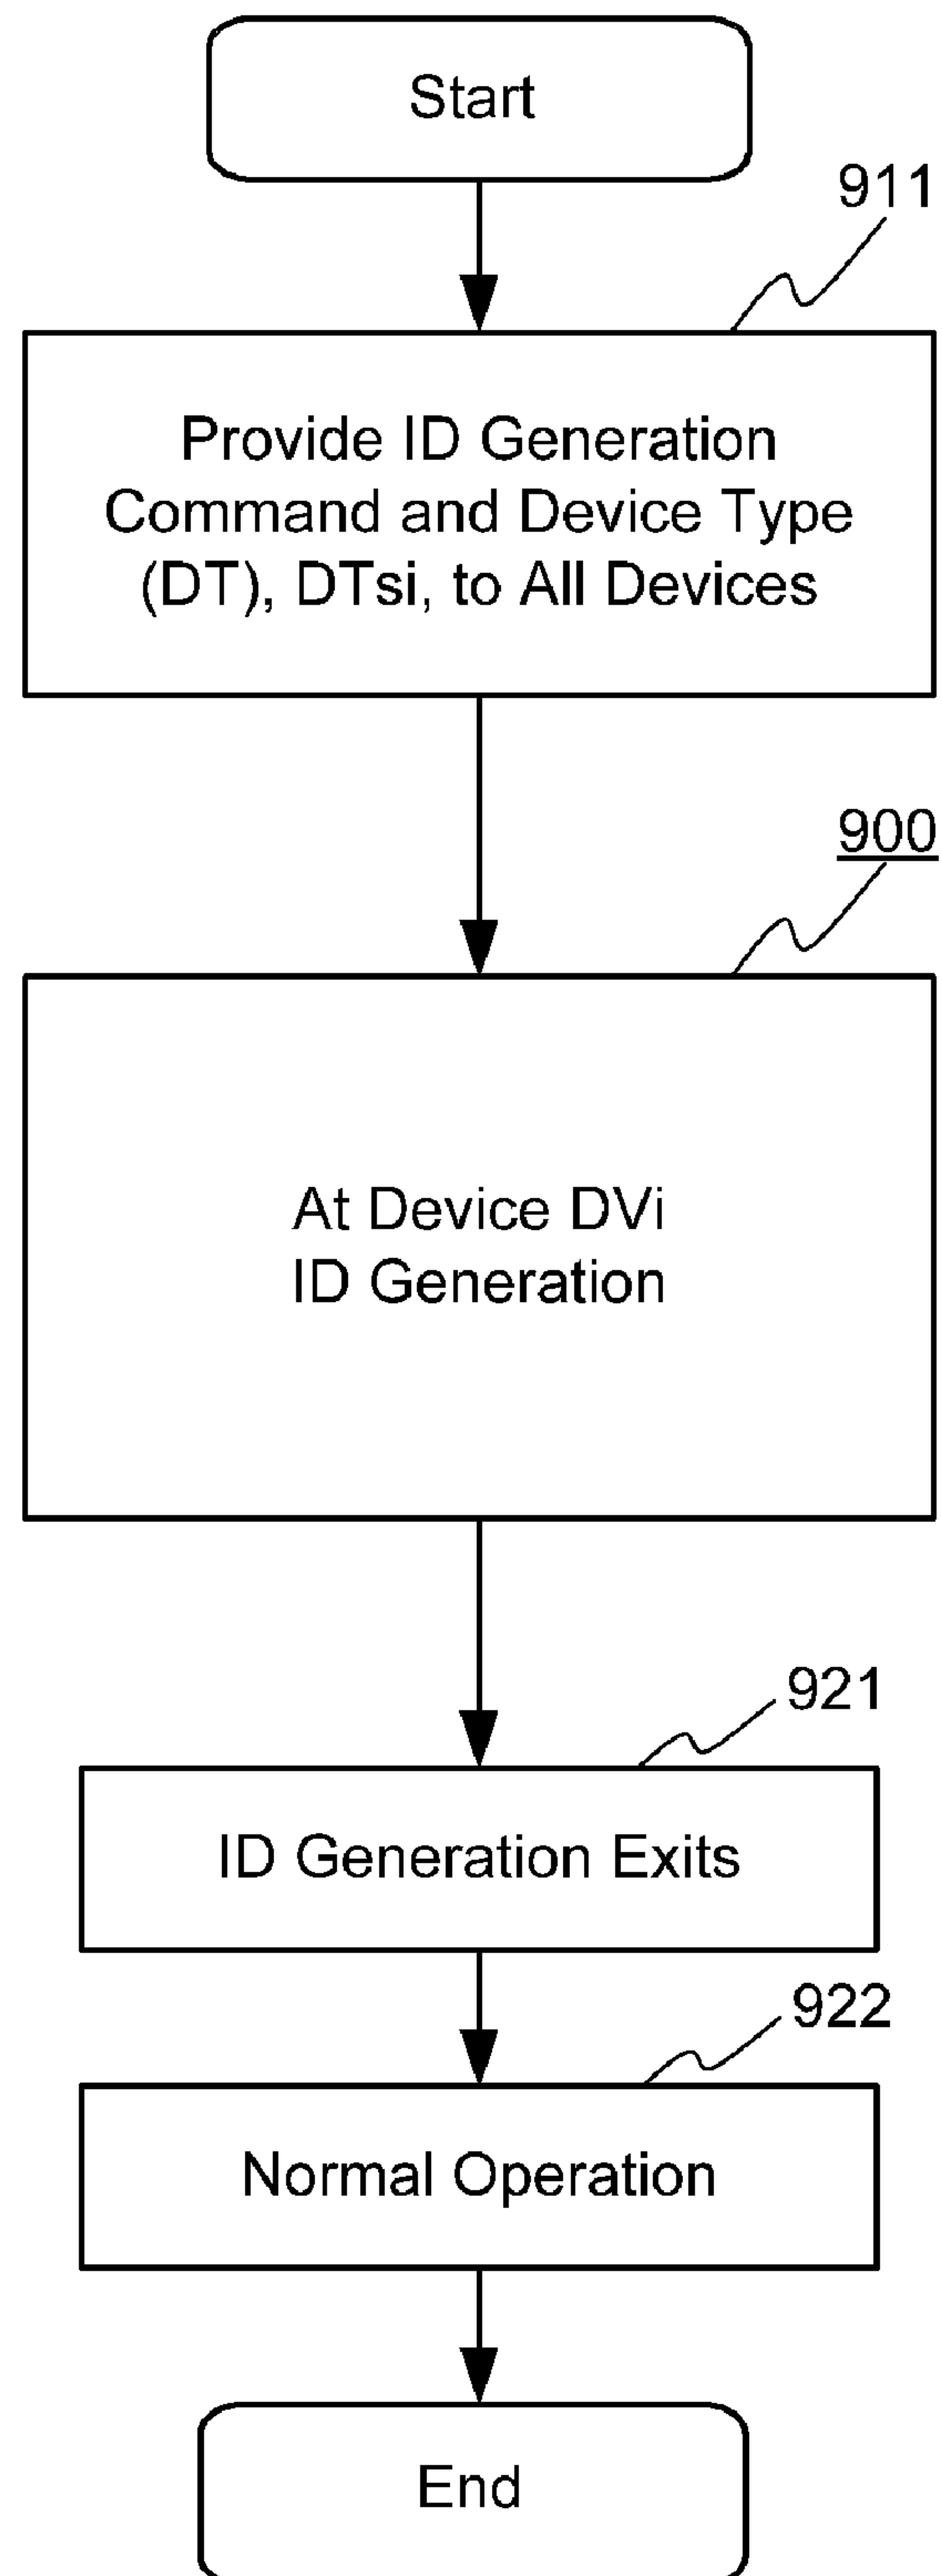 Start
911
Provide ID Generation
Command and Device Type
(DT), DTsi, to All Devices
900
At Device DVi
ID Generation
921
ID Generation Exits
922
Normal Operation
End